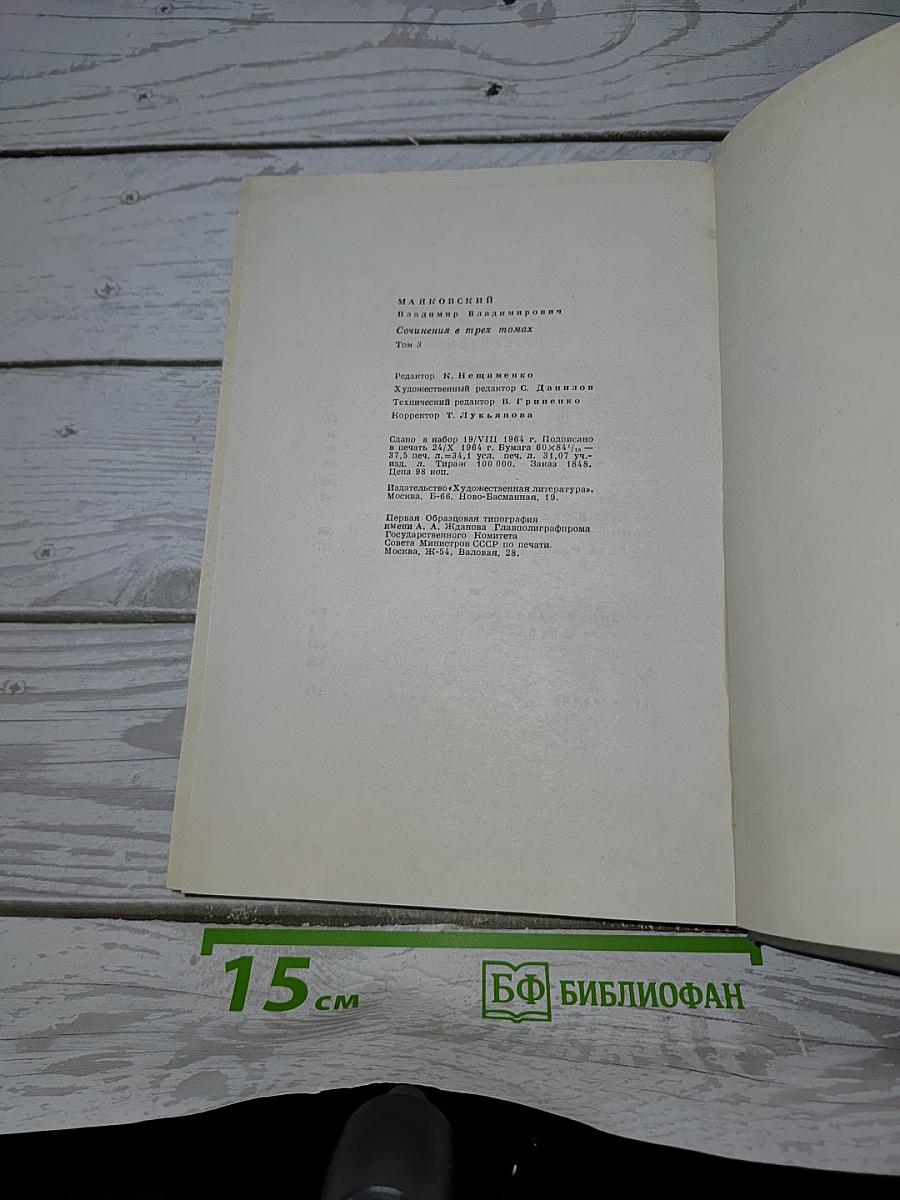 МАЯКОВСКИЙ
Владимир Владимирович
Сочинения в трех томах
Том 3
Редактор К. Нещименко
Художественный редактор С. Данилов
Технический редактор В. Гриненко
Корректор Т. Лукьянова
Сдано в набор 19/VIII 1964 г. Подписано
в печать 24/X 1964 г. Бумага 60×84¹/₁₆—
37,5 печ. л.=34,1 усл. печ. л. 31,07 уч.-
изд. л. Тираж 100 000. Заказ 1848.
Цена 98 коп.
Издательство «Художественная литература».
Москва, Б-66, Ново-Басманная, 19.
Первая Образцовая типография
имени А. А. Жданова Главполиграфпрома
Государственного Комитета
Совета Министров СССР по печати.
Москва, Ж-54, Валовая, 28.
15 см
БФ БИБЛИОФАН